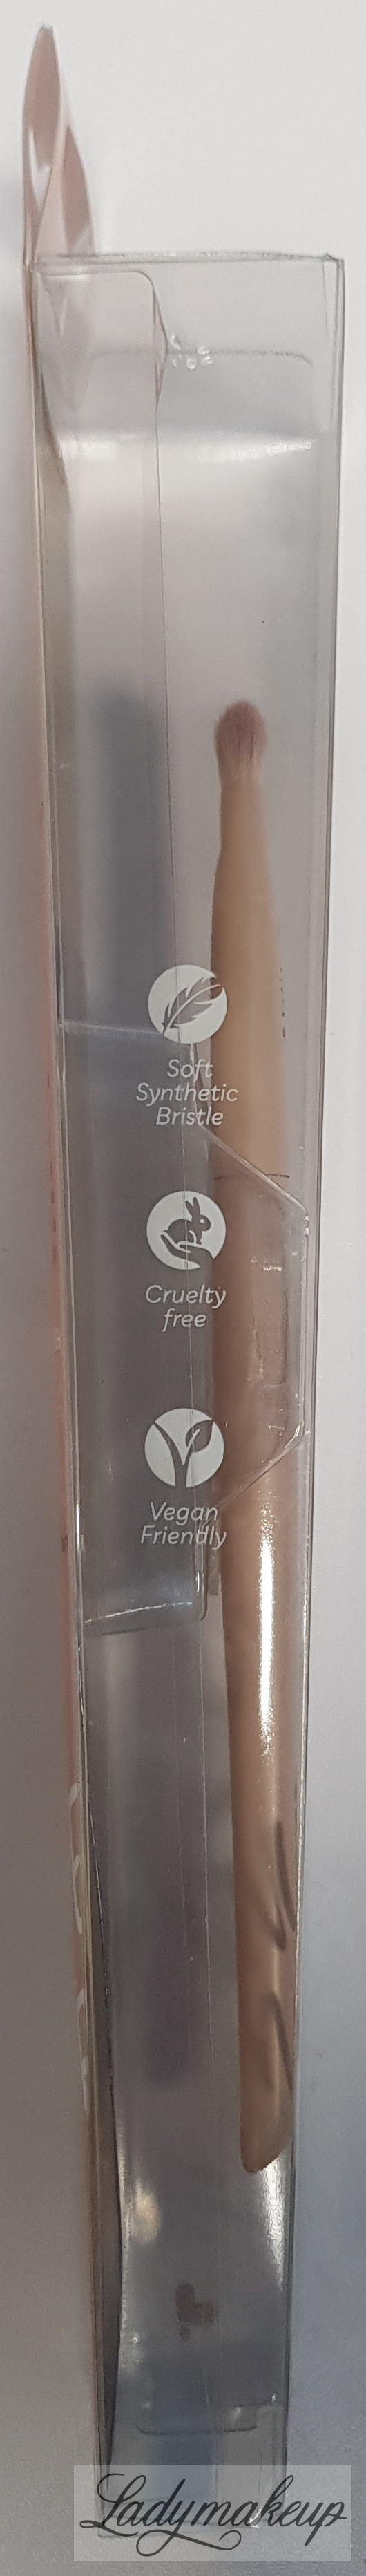 Soft
Synthetic
Bristle
Cruelty
free
Vegan
Friendly
Ladymakeup